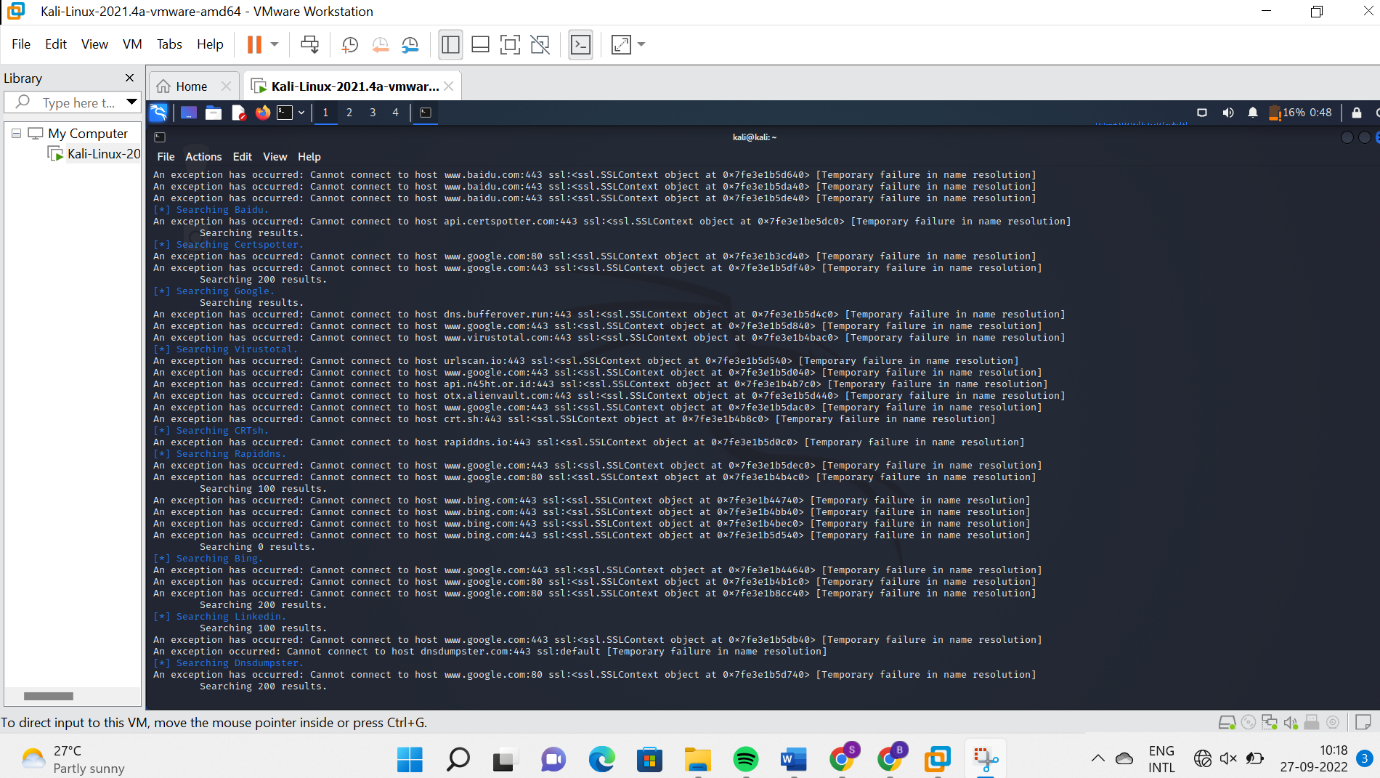 Kali-Linux-2021.4a-vmware-amd64 - VMware Workstation
File Edit View VM Tabs Help
Library
Type here t...
My Computer
Kali-Linux-20
Home
Kali-Linux-2021.4a-vmwar...
1 2 3 4
16% 0:48
kali@kali: ~
File Actions Edit View Help
An exception has occurred: Cannot connect to host www.baidu.com:443 ssl:<ssl.SSLContext object at 0×7fe3e1b5d640> [Temporary failure in name resolution]
An exception has occurred: Cannot connect to host www.baidu.com:443 ssl:<ssl.SSLContext object at 0×7fe3e1b5da40> [Temporary failure in name resolution]
An exception has occurred: Cannot connect to host www.baidu.com:443 ssl:<ssl.SSLContext object at 0×7fe3e1b5de40> [Temporary failure in name resolution]
[*] Searching Baidu.
An exception has occurred: Cannot connect to host api.certspotter.com:443 ssl:<ssl.SSLContext object at 0×7fe3e1be5dc0> [Temporary failure in name resolution]
Searching results.
[*] Searching Certspotter.
An exception has occurred: Cannot connect to host www.google.com:80 ssl:<ssl.SSLContext object at 0×7fe3e1b3cd40> [Temporary failure in name resolution]
An exception has occurred: Cannot connect to host www.google.com:443 ssl:<ssl.SSLContext object at 0×7fe3e1b5df40> [Temporary failure in name resolution]
Searching 200 results.
[*] Searching Google.
Searching results.
An exception has occurred: Cannot connect to host dns.bufferover.run:443 ssl:<ssl.SSLContext object at 0×7fe3e1b5d4c0> [Temporary failure in name resolution]
An exception has occurred: Cannot connect to host www.google.com:443 ssl:<ssl.SSLContext object at 0×7fe3e1b5d840> [Temporary failure in name resolution]
An exception has occurred: Cannot connect to host www.virustotal.com:443 ssl:<ssl.SSLContext object at 0×7fe3e1b4bac0> [Temporary failure in name resolution]
[*] Searching Virustotal.
An exception has occurred: Cannot connect to host urlscan.io:443 ssl:<ssl.SSLContext object at 0×7fe3e1b5d540> [Temporary failure in name resolution]
An exception has occurred: Cannot connect to host www.google.com:443 ssl:<ssl.SSLContext object at 0×7fe3e1b5d040> [Temporary failure in name resolution]
An exception has occurred: Cannot connect to host api.n45ht.or.id:443 ssl:<ssl.SSLContext object at 0×7fe3e1b4b7c0> [Temporary failure in name resolution]
An exception has occurred: Cannot connect to host otx.alienvault.com:443 ssl:<ssl.SSLContext object at 0×7fe3e1b5d440> [Temporary failure in name resolution]
An exception has occurred: Cannot connect to host www.google.com:443 ssl:<ssl.SSLContext object at 0×7fe3e1b5dac0> [Temporary failure in name resolution]
An exception has occurred: Cannot connect to host crt.sh:443 ssl:<ssl.SSLContext object at 0×7fe3e1b4b8c0> [Temporary failure in name resolution]
[*] Searching CRTsh.
An exception has occurred: Cannot connect to host rapiddns.io:443 ssl:<ssl.SSLContext object at 0×7fe3e1b5d0c0> [Temporary failure in name resolution]
[*] Searching Rapiddns.
An exception has occurred: Cannot connect to host www.google.com:443 ssl:<ssl.SSLContext object at 0×7fe3e1b5dec0> [Temporary failure in name resolution]
An exception has occurred: Cannot connect to host www.google.com:80 ssl:<ssl.SSLContext object at 0×7fe3e1b4b4c0> [Temporary failure in name resolution]
Searching 100 results.
An exception has occurred: Cannot connect to host www.bing.com:443 ssl:<ssl.SSLContext object at 0×7fe3e1b44740> [Temporary failure in name resolution]
An exception has occurred: Cannot connect to host www.bing.com:443 ssl:<ssl.SSLContext object at 0×7fe3e1b4bb40> [Temporary failure in name resolution]
An exception has occurred: Cannot connect to host www.bing.com:443 ssl:<ssl.SSLContext object at 0×7fe3e1b4bec0> [Temporary failure in name resolution]
An exception has occurred: Cannot connect to host www.bing.com:443 ssl:<ssl.SSLContext object at 0×7fe3e1b5d540> [Temporary failure in name resolution]
Searching 0 results.
[*] Searching Bing.
An exception has occurred: Cannot connect to host www.google.com:443 ssl:<ssl.SSLContext object at 0×7fe3e1b44640> [Temporary failure in name resolution]
An exception has occurred: Cannot connect to host www.google.com:80 ssl:<ssl.SSLContext object at 0×7fe3e1b4b1c0> [Temporary failure in name resolution]
An exception has occurred: Cannot connect to host www.google.com:80 ssl:<ssl.SSLContext object at 0×7fe3e1b8cc40> [Temporary failure in name resolution]
Searching 200 results.
[*] Searching Linkedin.
Searching 100 results.
An exception has occurred: Cannot connect to host www.google.com:443 ssl:<ssl.SSLContext object at 0×7fe3e1b5db40> [Temporary failure in name resolution]
An exception occurred: Cannot connect to host dnsdumpster.com:443 ssl:default [Temporary failure in name resolution]
[*] Searching Dnsdumpster.
An exception has occurred: Cannot connect to host www.google.com:80 ssl:<ssl.SSLContext object at 0×7fe3e1b5d740> [Temporary failure in name resolution]
Searching 200 results.
To direct input to this VM, move the mouse pointer inside or press Ctrl+G.
27°C
Partly sunny
S
B
ENG
INTL
10:18
27-09-2022
3